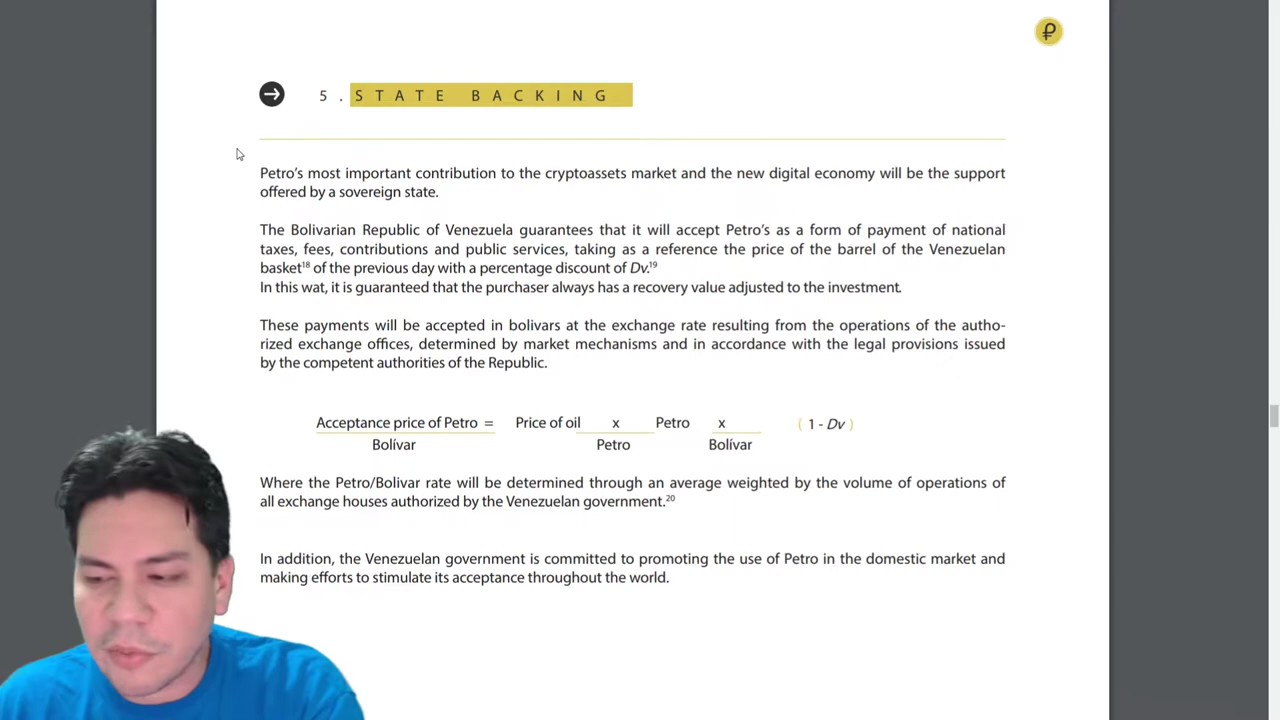 ₽
5 . STATE BACKING
Petro's most important contribution to the cryptoassets market and the new digital economy will be the support
offered by a sovereign state.
The Bolivarian Republic of Venezuela guarantees that it will accept Petro's as a form of payment of national
taxes, fees, contributions and public services, taking as a reference the price of the barrel of the Venezuelan
basket¹⁸ of the previous day with a percentage discount of Dv.¹⁹
In this wat, it is guaranteed that the purchaser always has a recovery value adjusted to the investment.
These payments will be accepted in bolivars at the exchange rate resulting from the operations of the autho-
rized exchange offices, determined by market mechanisms and in accordance with the legal provisions issued
by the competent authorities of the Republic.
Acceptance price of Petro = Price of oil x Petro x ( 1 - Dv )
Bolívar Petro Bolívar
Where the Petro/Bolivar rate will be determined through an average weighted by the volume of operations of
all exchange houses authorized by the Venezuelan government.²⁰
In addition, the Venezuelan government is committed to promoting the use of Petro in the domestic market and
making efforts to stimulate its acceptance throughout the world.